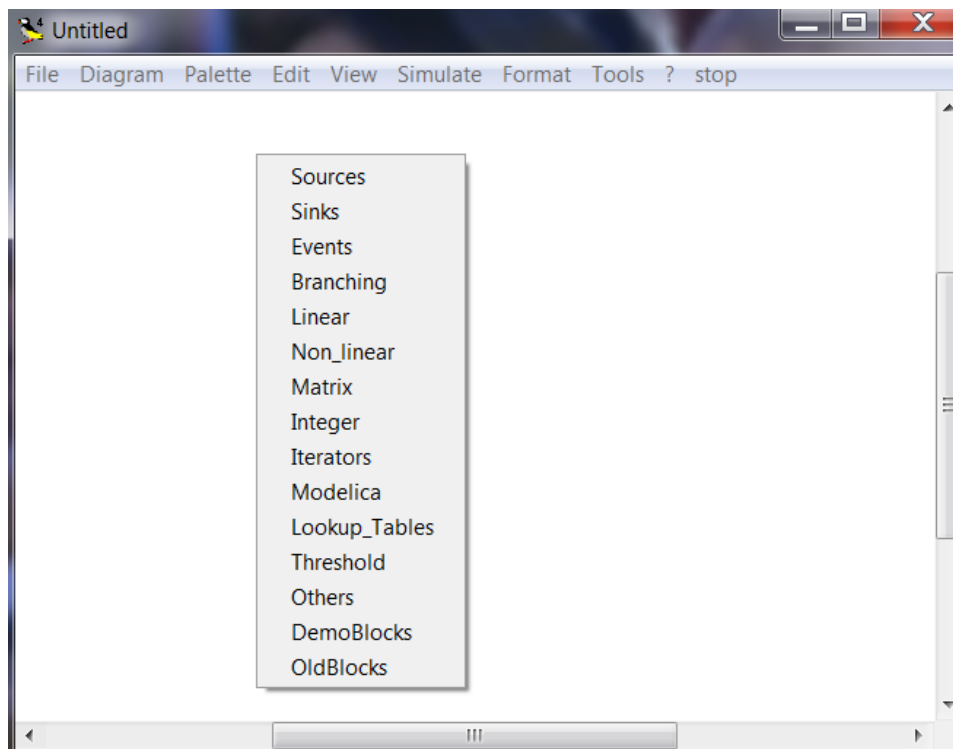 4 Untitled
File Diagram Palette Edit View Simulate Format Tools ? stop
Sources
Sinks
Events
Branching
Linear
Non_linear
Matrix
Integer
Iterators
Modelica
Lookup_Tables
Threshold
Others
DemoBlocks
OldBlocks